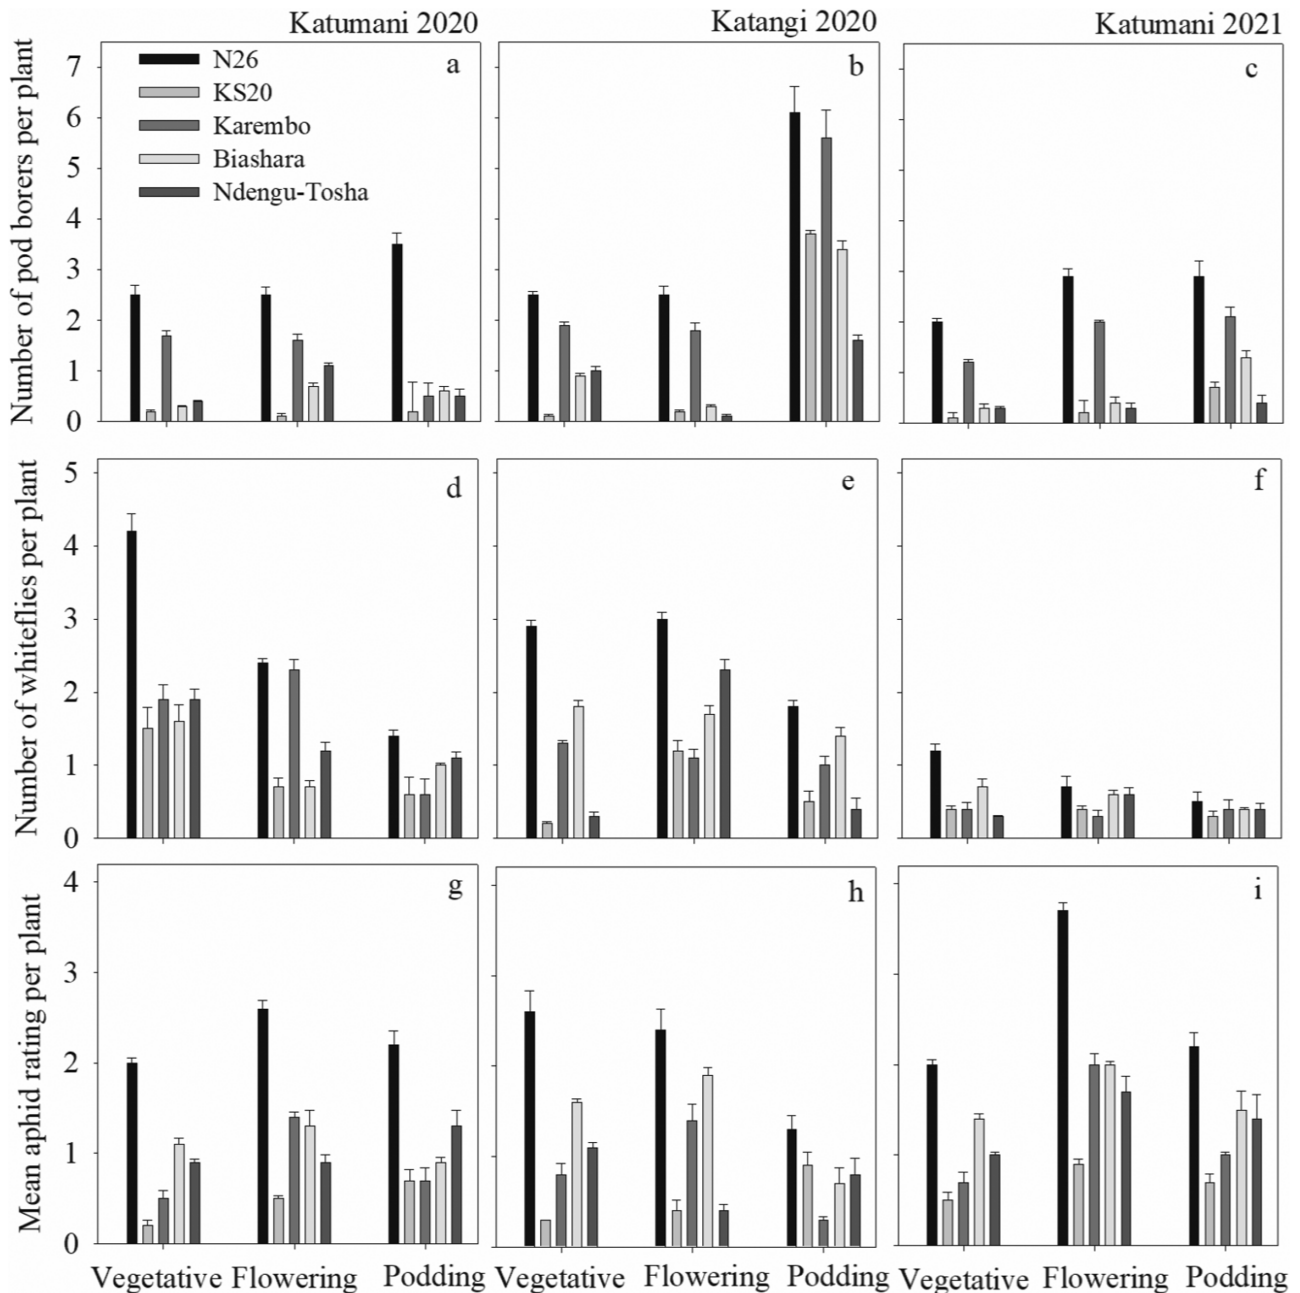 Katumani 2020
Katangi 2020
Katumani 2021
Number of pod borers per plant
7
6
5
4
3
2
1
0
N26
KS20
Karembo
Biashara
Ndengu-Tosha
a
b
c
Number of whiteflies per plant
5
4
3
2
1
0
d
e
f
Mean aphid rating per plant
4
3
2
1
0
g
h
i
Vegetative Flowering Podding Vegetative Flowering Podding Vegetative Flowering Podding